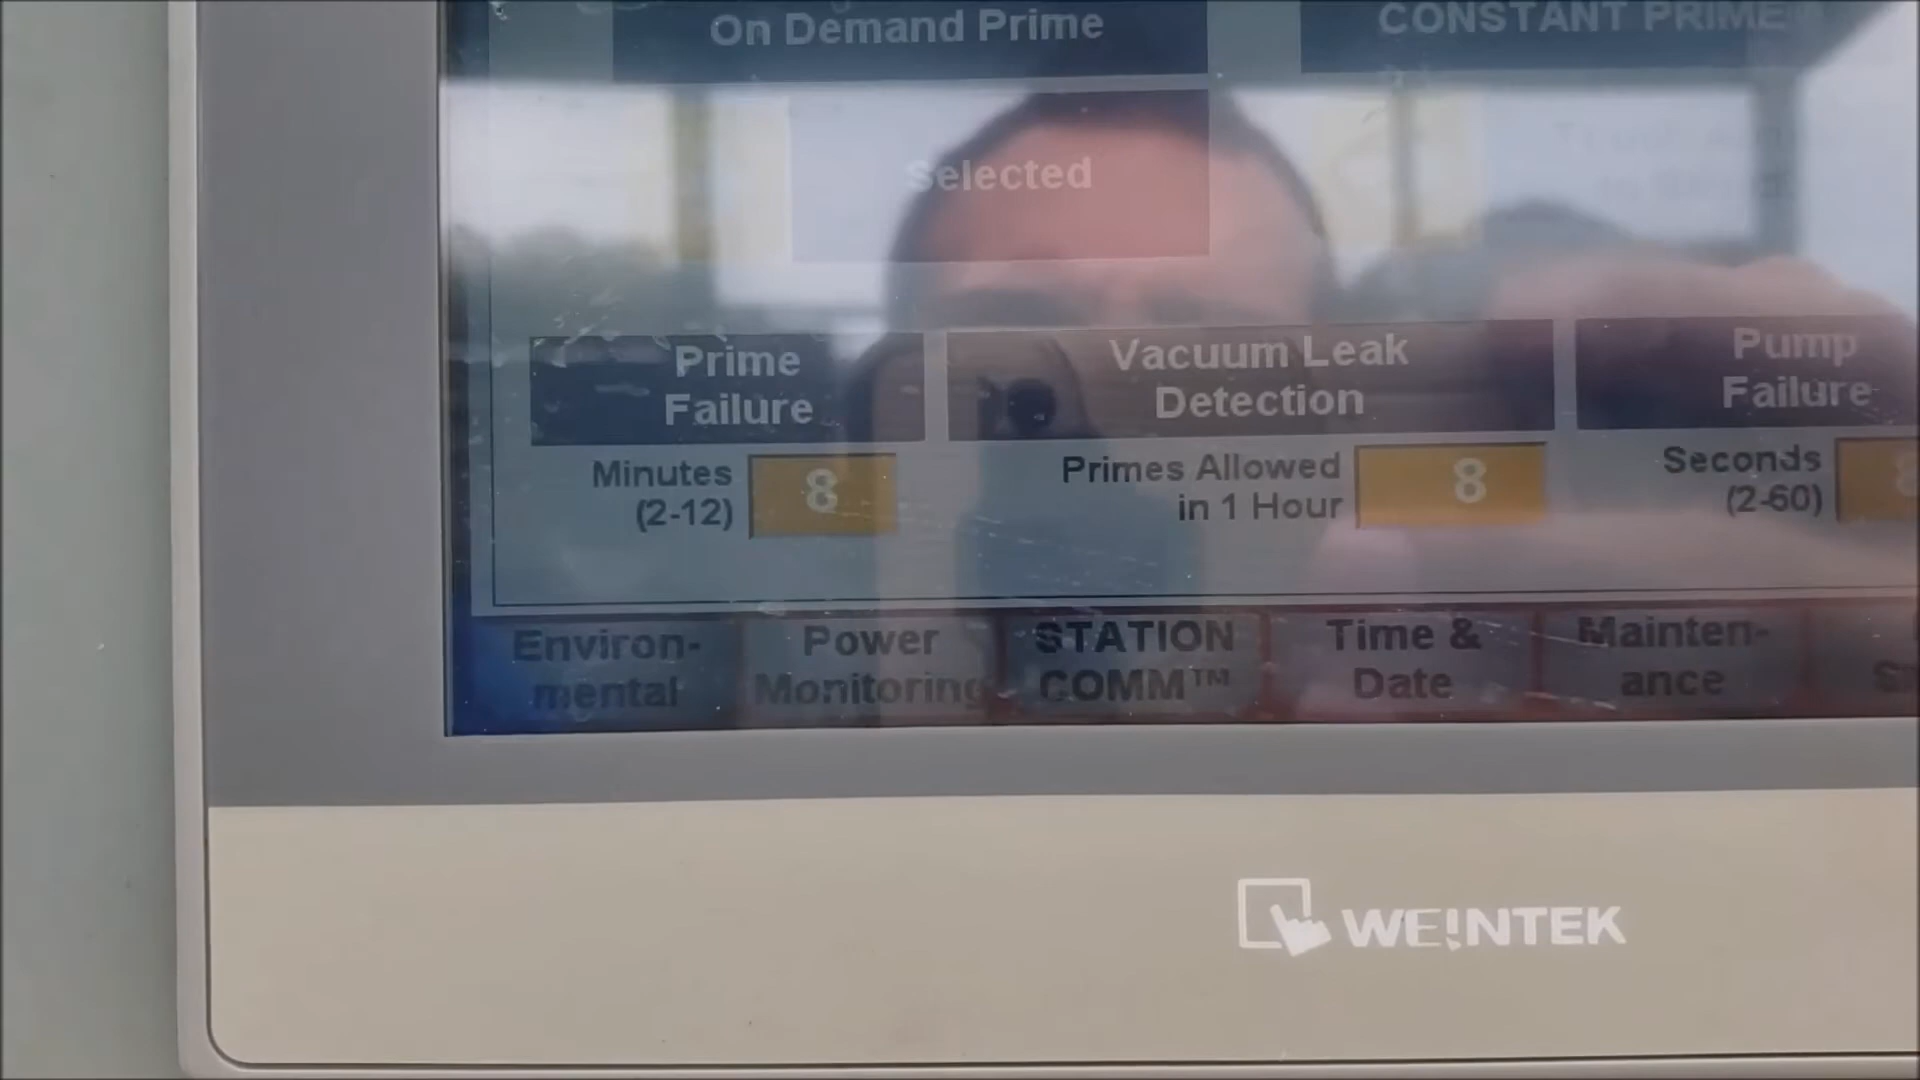 On Demand Prime
CONSTANT PRIME
Selected
Prime
Failure
Vacuum Leak
Detection
Pump
Failure
Minutes
(2-12)
8
Primes Allowed
in 1 Hour
8
Seconds
(2-60)
8
Environ-
mental
Power
Monitoring
STATION
COMM™
Time &
Date
Mainten-
ance
WEINTEK